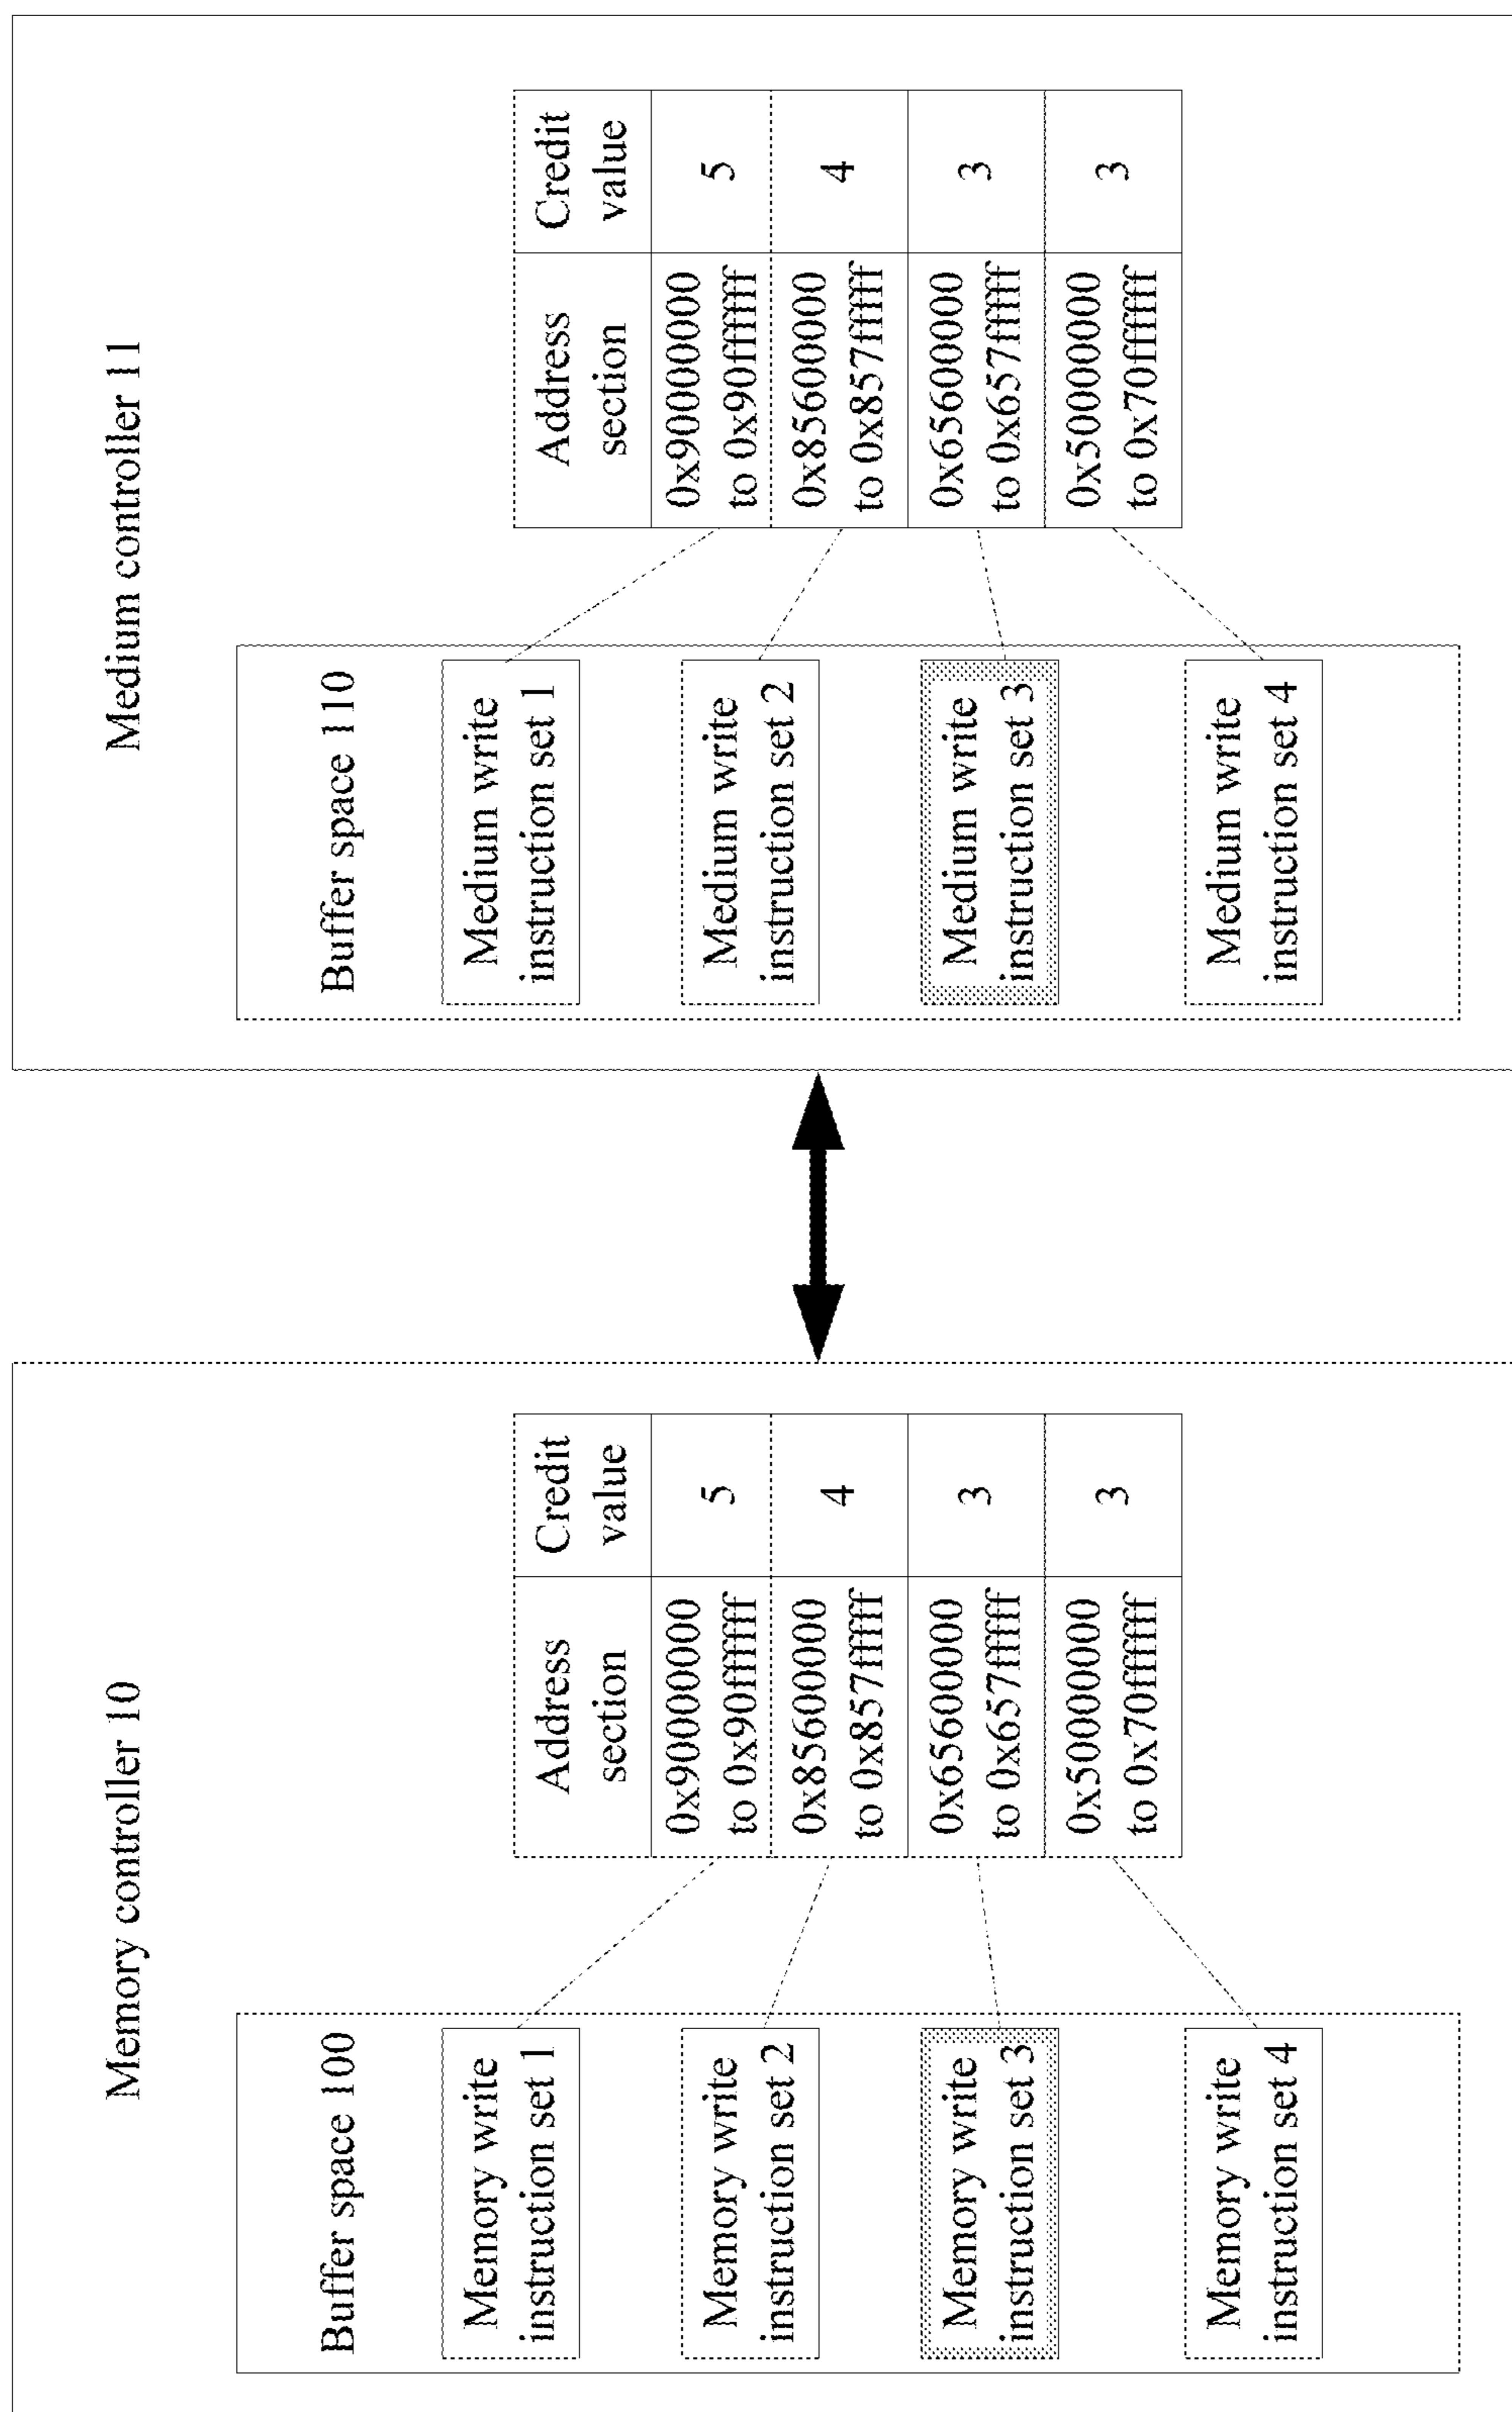 Memory controller 10
Buffer space 100
Memory write
instruction set 1
Memory write
instruction set 2
Memory write
instruction set 3
Memory write
instruction set 4
Address
section
Credit
value
0x90000000
to 0x90ffffff
5
0x85600000
to 0x857fffff
4
0x65600000
to 0x657fffff
3
0x50000000
to 0x70ffffff
3
Medium controller 11
Buffer space 110
Medium write
instruction set 1
Medium write
instruction set 2
Medium write
instruction set 3
Medium write
instruction set 4
Address
section
Credit
value
0x90000000
to 0x90ffffff
5
0x85600000
to 0x857fffff
4
0x65600000
to 0x657fffff
3
0x50000000
to 0x70ffffff
3